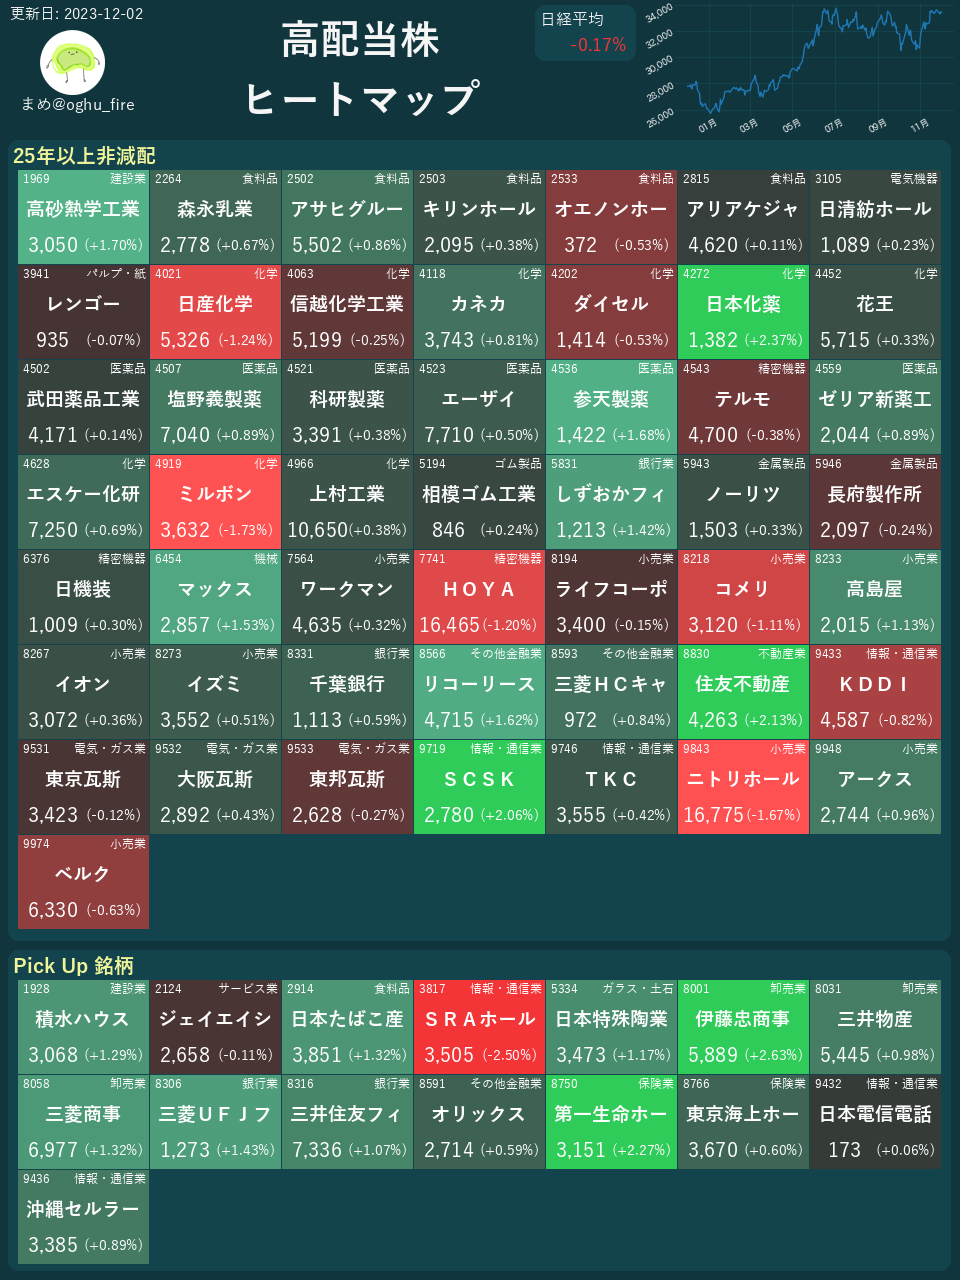 更新日: 2023-12-02
まめ@oghu_fire
高配当株
ヒートマップ
日経平均
-0.17%
34,000
32,000
30,000
28,000
26,000
01月 03月 05月 07月 09月 11月
25年以上非減配
1969 建設業 2264 食料品 2502 食料品 2503 食料品 2533 食料品 2815 食料品 3105 電気機器
高砂熱学工業 森永乳業 アサヒグルー キリンホール オエノンホー アリアケジャ 日清紡ホール
3,050 (+1.70%) 2,778 (+0.67%) 5,502 (+0.86%) 2,095 (+0.38%) 372 (-0.53%) 4,620 (+0.11%) 1,089 (+0.23%)
3941 パルプ・紙 4021 化学 4063 化学 4118 化学 4202 化学 4272 化学 4452 化学
レンゴー 日産化学 信越化学工業 カネカ ダイセル 日本化薬 花王
935 (-0.07%) 5,326 (-1.24%) 5,199 (-0.25%) 3,743 (+0.81%) 1,414 (-0.53%) 1,382 (+2.37%) 5,715 (+0.33%)
4502 医薬品 4507 医薬品 4521 医薬品 4523 医薬品 4536 医薬品 4543 精密機器 4559 医薬品
武田薬品工業 塩野義製薬 科研製薬 エーザイ 参天製薬 テルモ ゼリア新薬工
4,171 (+0.14%) 7,040 (+0.89%) 3,391 (+0.38%) 7,710 (+0.50%) 1,422 (+1.68%) 4,700 (-0.38%) 2,044 (+0.89%)
4628 化学 4919 化学 4966 化学 5194 ゴム製品 5831 銀行業 5943 金属製品 5946 金属製品
エスケー化研 ミルボン 上村工業 相模ゴム工業 しずおかフィ ノーリツ 長府製作所
7,250 (+0.69%) 3,632 (-1.73%) 10,650(+0.38%) 846 (+0.24%) 1,213 (+1.42%) 1,503 (+0.33%) 2,097 (-0.24%)
6376 精密機器 6454 機械 7564 小売業 7741 精密機器 8194 小売業 8218 小売業 8233 小売業
日機装 マックス ワークマン ＨＯＹＡ ライフコーポ コメリ 高島屋
1,009 (+0.30%) 2,857 (+1.53%) 4,635 (+0.32%) 16,465(-1.20%) 3,400 (-0.15%) 3,120 (-1.11%) 2,015 (+1.13%)
8267 小売業 8273 小売業 8331 銀行業 8566 その他金融業 8593 その他金融業 8830 不動産業 9433 情報・通信業
イオン イズミ 千葉銀行 リコーリース 三菱ＨＣキャ 住友不動産 ＫＤＤＩ
3,072 (+0.36%) 3,552 (+0.51%) 1,113 (+0.59%) 4,715 (+1.62%) 972 (+0.84%) 4,263 (+2.13%) 4,587 (-0.82%)
9531 電気・ガス業 9532 電気・ガス業 9533 電気・ガス業 9719 情報・通信業 9746 情報・通信業 9843 小売業 9948 小売業
東京瓦斯 大阪瓦斯 東邦瓦斯 ＳＣＳＫ ＴＫＣ ニトリホール アークス
3,423 (-0.12%) 2,892 (+0.43%) 2,628 (-0.27%) 2,780 (+2.06%) 3,555 (+0.42%) 16,775(-1.67%) 2,744 (+0.96%)
9974 小売業
ベルク
6,330 (-0.63%)
Pick Up 銘柄
1928 建設業 2124 サービス業 2914 食料品 3817 情報・通信業 5334 ガラス・土石 8001 卸売業 8031 卸売業
積水ハウス ジェイエイシ 日本たばこ産 ＳＲＡホール 日本特殊陶業 伊藤忠商事 三井物産
3,068 (+1.29%) 2,658 (-0.11%) 3,851 (+1.32%) 3,505 (-2.50%) 3,473 (+1.17%) 5,889 (+2.63%) 5,445 (+0.98%)
8058 卸売業 8306 銀行業 8316 銀行業 8591 その他金融業 8750 保険業 8766 保険業 9432 情報・通信業
三菱商事 三菱ＵＦＪフ 三井住友フィ オリックス 第一生命ホー 東京海上ホー 日本電信電話
6,977 (+1.32%) 1,273 (+1.43%) 7,336 (+1.07%) 2,714 (+0.59%) 3,151 (+2.27%) 3,670 (+0.60%) 173 (+0.06%)
9436 情報・通信業
沖縄セルラー
3,385 (+0.89%)